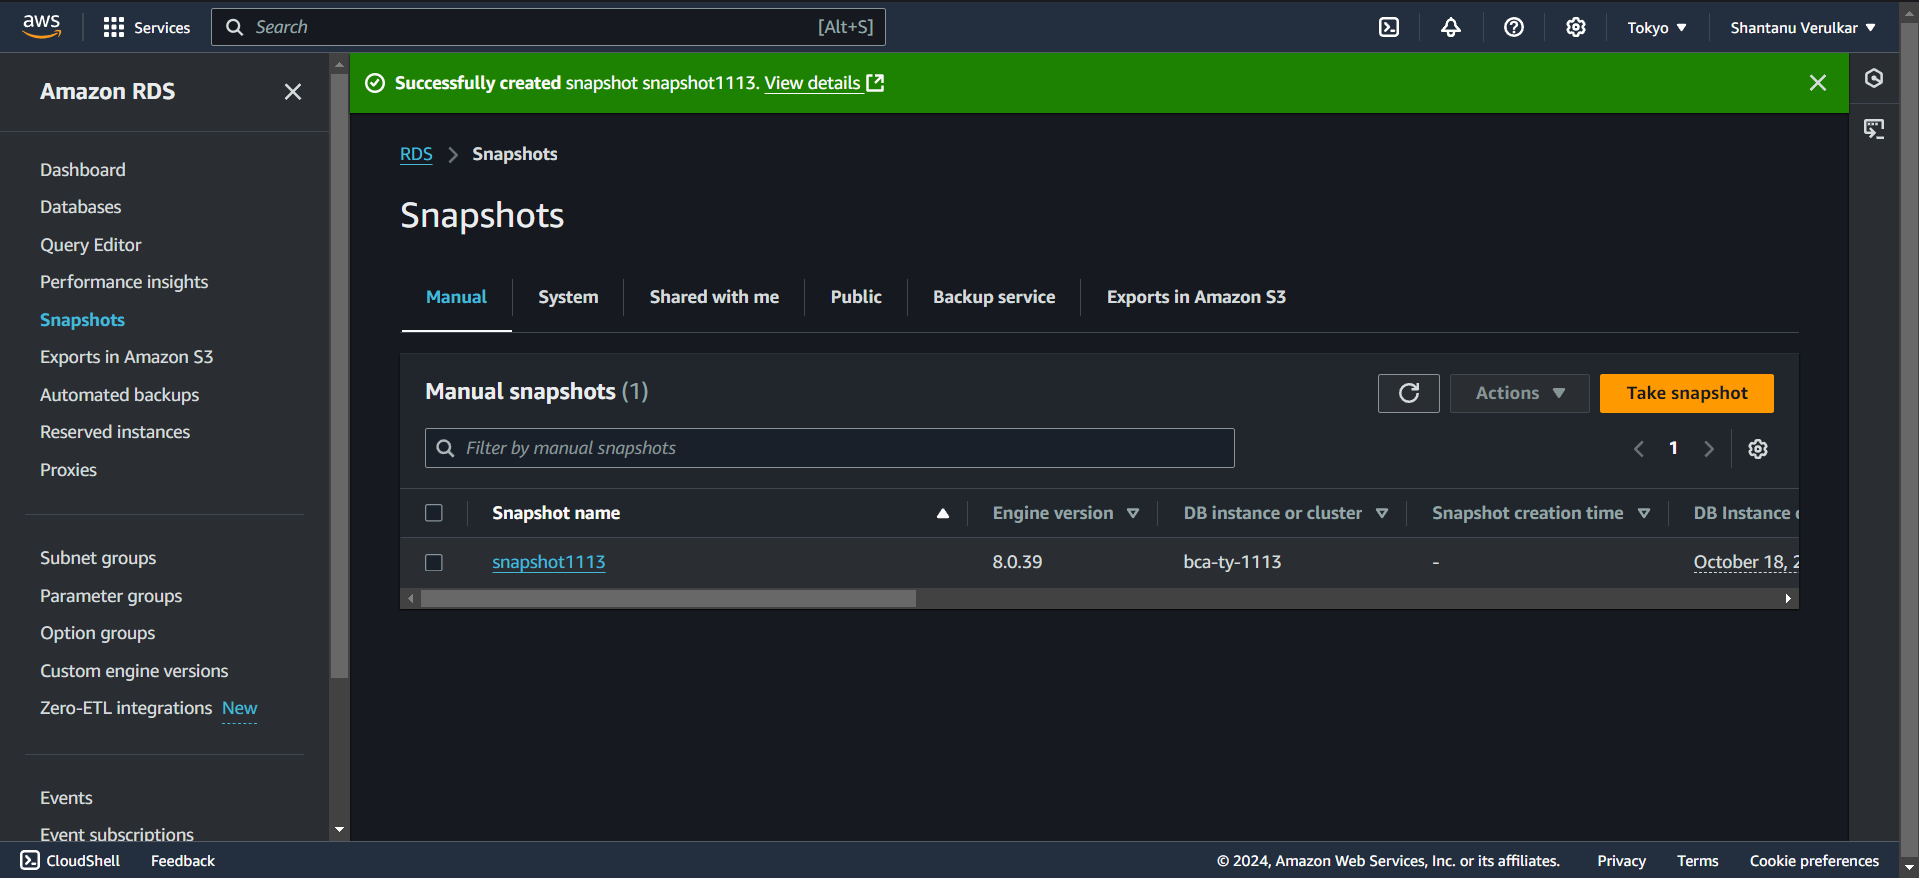 aws
Services
Search
[Alt+S]
Tokyo
Shantanu Verulkar
Amazon RDS
Dashboard
Databases
Query Editor
Performance insights
Snapshots
Exports in Amazon S3
Automated backups
Reserved instances
Proxies
Subnet groups
Parameter groups
Option groups
Custom engine versions
Zero-ETL integrations New
Events
Event subscriptions
Successfully created snapshot snapshot1113. View details
RDS > Snapshots
Snapshots
Manual
System
Shared with me
Public
Backup service
Exports in Amazon S3
Manual snapshots (1)
Actions
Take snapshot
Filter by manual snapshots
1
Snapshot name
Engine version
DB instance or cluster
Snapshot creation time
DB Instance
snapshot1113
8.0.39
bca-ty-1113
-
October 18, 2
CloudShell
Feedback
© 2024, Amazon Web Services, Inc. or its affiliates.
Privacy
Terms
Cookie preferences